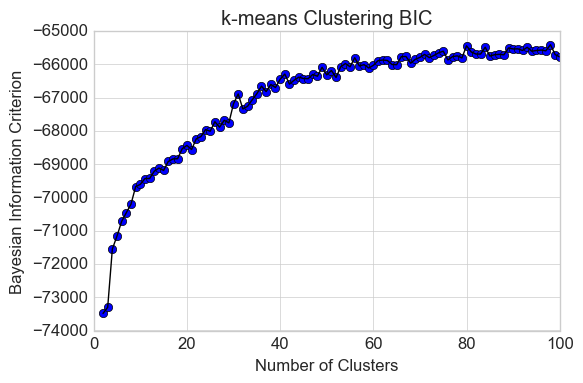 k-means Clustering BIC
Bayesian Information Criterion
−65000
−66000
−67000
−68000
−69000
−70000
−71000
−72000
−73000
−74000
0 20 40 60 80 100
Number of Clusters